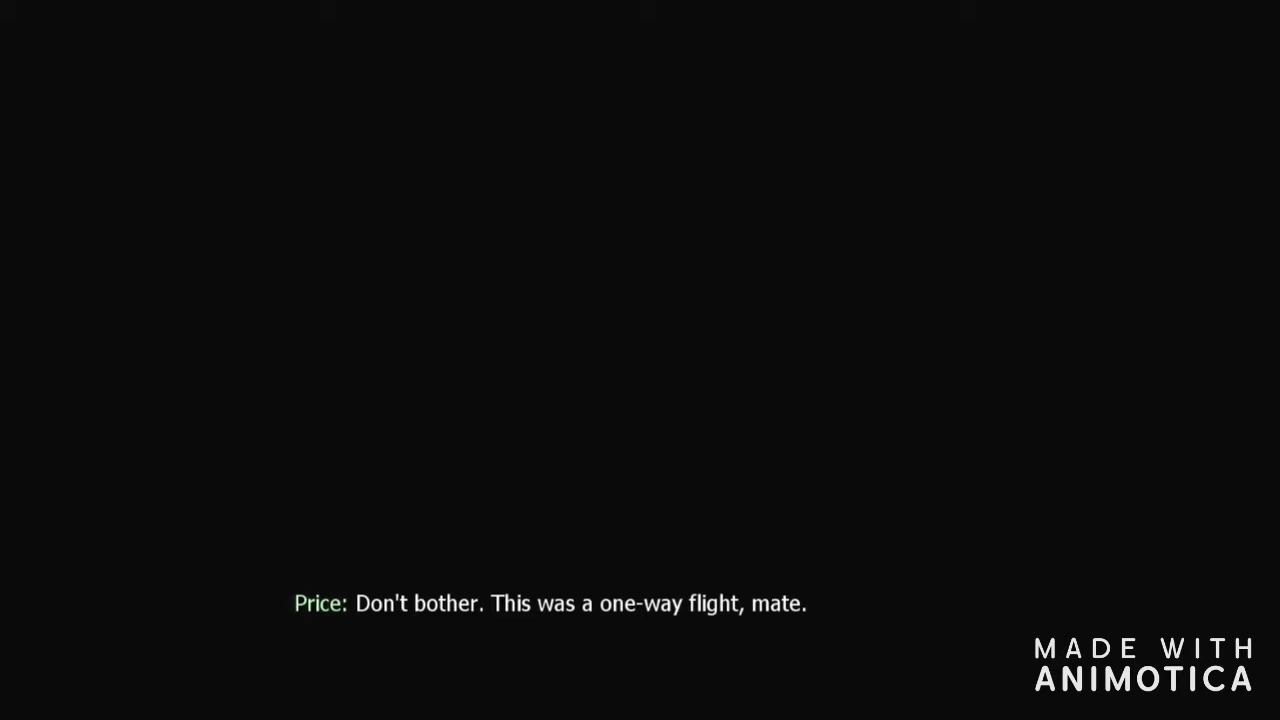 Price: Don't bother. This was a one-way flight, mate.
MADE WITH
ANIMOTICA